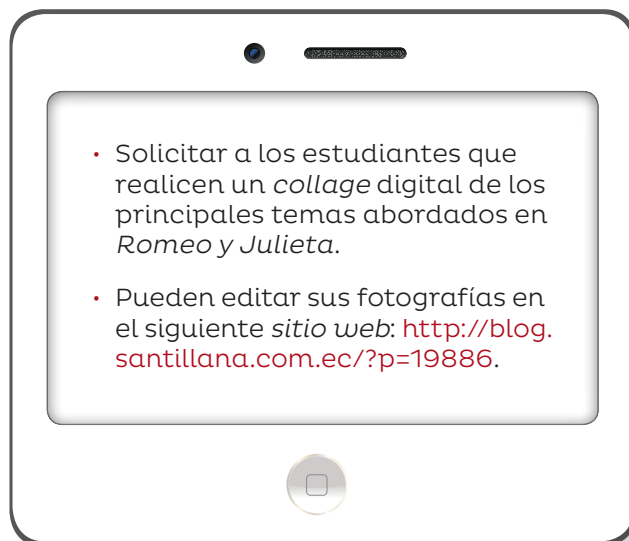 • Solicitar a los estudiantes que
realicen un collage digital de los
principales temas abordados en
Romeo y Julieta.
• Pueden editar sus fotografías en
el siguiente sitio web: http://blog.
santillana.com.ec/?p=19886.